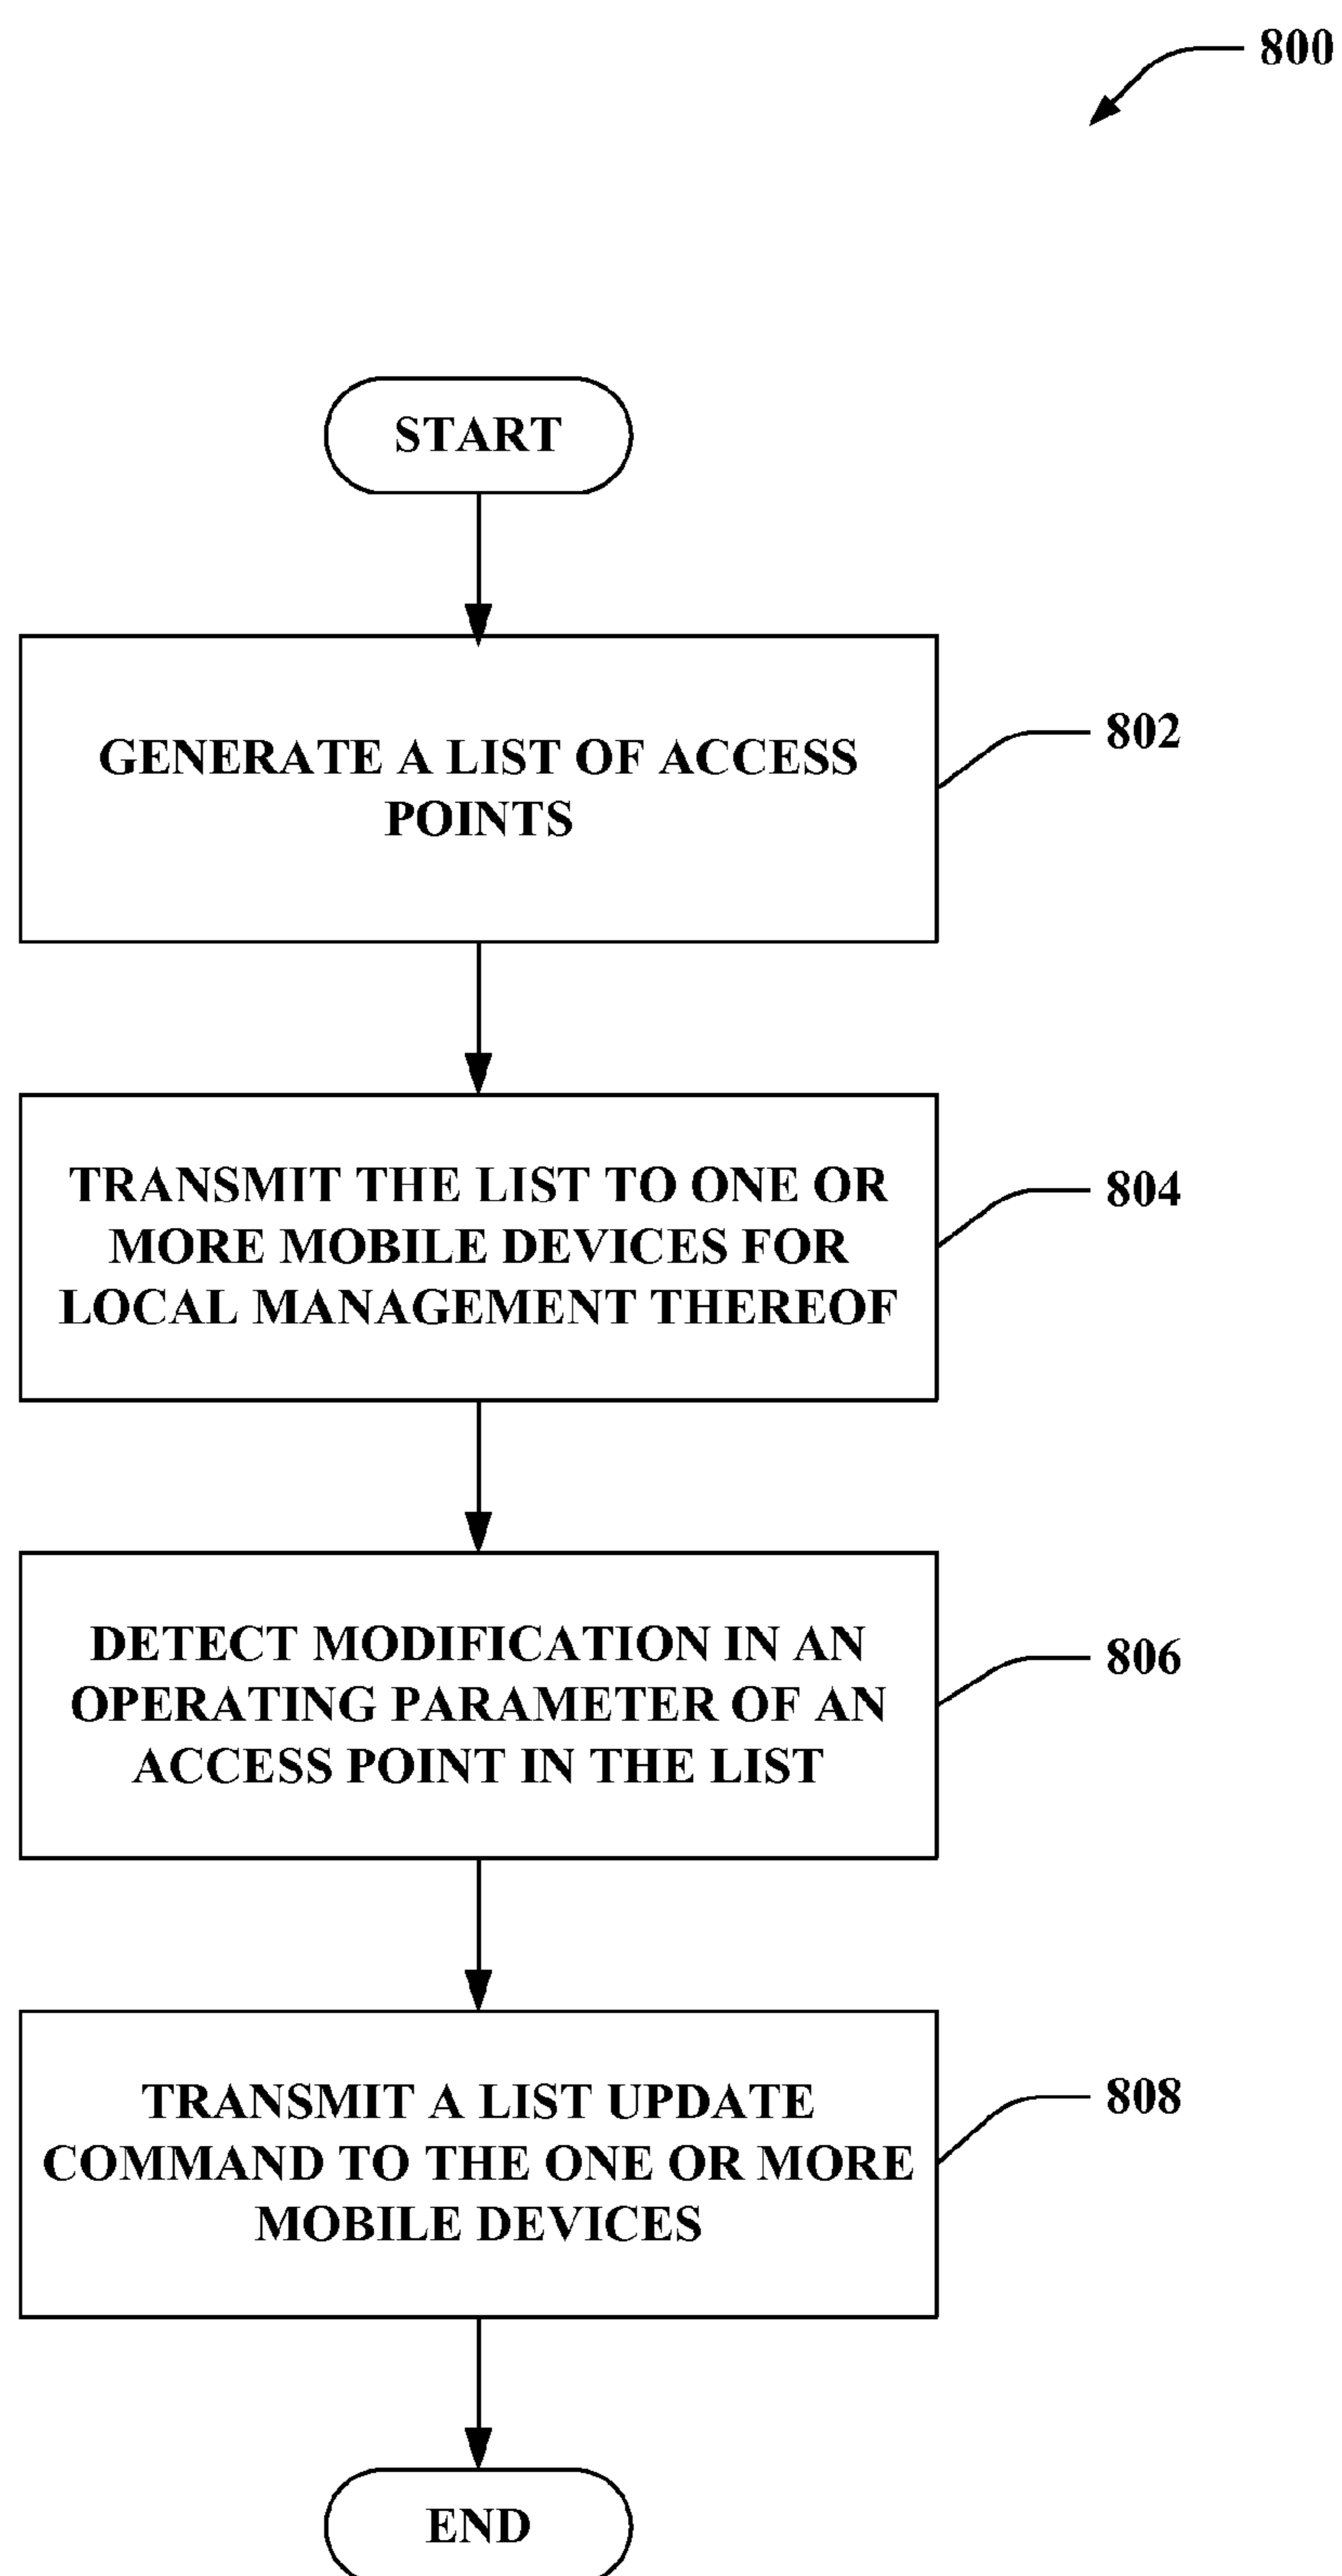 800
START
GENERATE A LIST OF ACCESS
POINTS
802
TRANSMIT THE LIST TO ONE OR
MORE MOBILE DEVICES FOR
LOCAL MANAGEMENT THEREOF
804
DETECT MODIFICATION IN AN
OPERATING PARAMETER OF AN
ACCESS POINT IN THE LIST
806
TRANSMIT A LIST UPDATE
COMMAND TO THE ONE OR MORE
MOBILE DEVICES
808
END